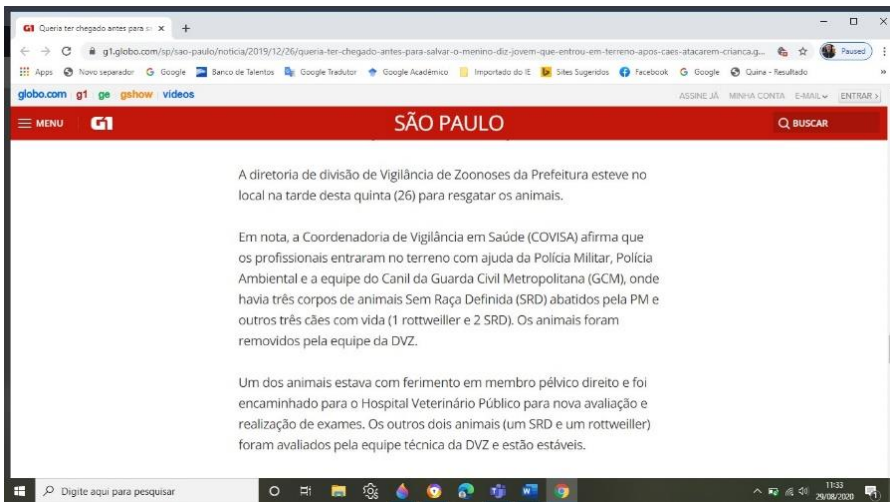 G1 Queria ter chegado antes para s
g1.globo.com/sp/sao-paulo/noticia/2019/12/26/queria-ter-chegado-antes-para-salvar-o-menino-diz-jovem-que-entrou-em-terreno-apos-caes-atacarem-crianca.g... Paused
Apps Novo separador Google Banco de Talentos Google Tradutor Google Académico Importado do IE Sites Sugeridos Facebook Google Quina - Resultado »
globo.com g1 ge gshow videos ASSINE JÁ MINHA CONTA E-MAIL ENTRAR >
MENU G1 SÃO PAULO BUSCAR
A diretoria de divisão de Vigilância de Zoonoses da Prefeitura esteve no
local na tarde desta quinta (26) para resgatar os animais.
Em nota, a Coordenadoria de Vigilância em Saúde (COVISA) afirma que
os profissionais entraram no terreno com ajuda da Polícia Militar, Polícia
Ambiental e a equipe do Canil da Guarda Civil Metropolitana (GCM), onde
havia três corpos de animais Sem Raça Definida (SRD) abatidos pela PM e
outros três cães com vida (1 rottweiller e 2 SRD). Os animais foram
removidos pela equipe da DVZ.
Um dos animais estava com ferimento em membro pélvico direito e foi
encaminhado para o Hospital Veterinário Público para nova avaliação e
realização de exames. Os outros dois animais (um SRD e um rottweiller)
foram avaliados pela equipe técnica da DVZ e estão estáveis.
Digite aqui para pesquisar 11:33
29/08/2020